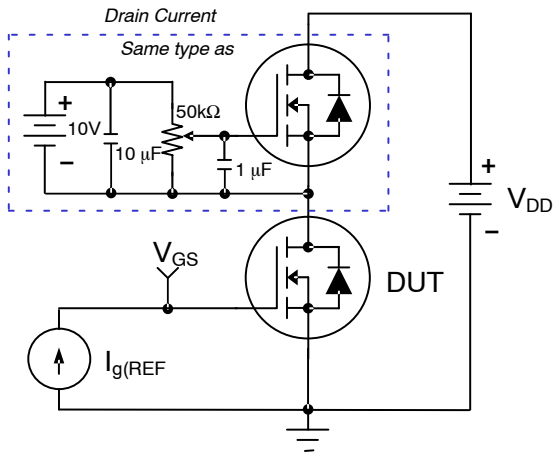 Drain Current
Same type as
+
10V
−
10 μF
50kΩ
1 μF
+
V_DD
−
V_GS
DUT
I_g(REF